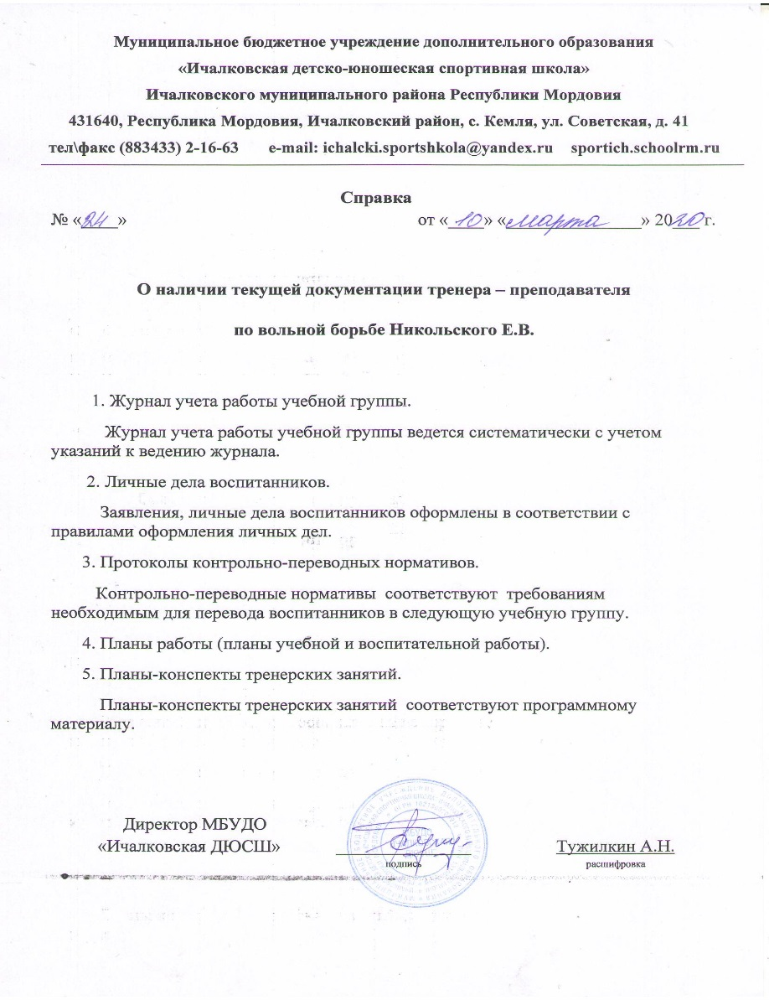 Муниципальное бюджетное учреждение дополнительного образования
«Ичалковская детско-юношеская спортивная школа»
Ичалковского муниципального района Республики Мордовия
431640, Республика Мордовия, Ичалковский район, с. Кемля, ул. Советская, д. 41
тел\факс (883433) 2-16-63 e-mail: ichalcki.sportshkola@yandex.ru sportich.schoolrm.ru
Справка
№ «24» от «10» «марта» 2020 г.
О наличии текущей документации тренера – преподавателя
по вольной борьбе Никольского Е.В.
1. Журнал учета работы учебной группы.
Журнал учета работы учебной группы ведется систематически с учетом
указаний к ведению журнала.
2. Личные дела воспитанников.
Заявления, личные дела воспитанников оформлены в соответствии с
правилами оформления личных дел.
3. Протоколы контрольно-переводных нормативов.
Контрольно-переводные нормативы соответствуют требованиям
необходимым для перевода воспитанников в следующую учебную группу.
4. Планы работы (планы учебной и воспитательной работы).
5. Планы-конспекты тренерских занятий.
Планы-конспекты тренерских занятий соответствуют программному
материалу.
Директор МБУДО
«Ичалковская ДЮСШ» Тужилкин А.Н.
подпись расшифровка